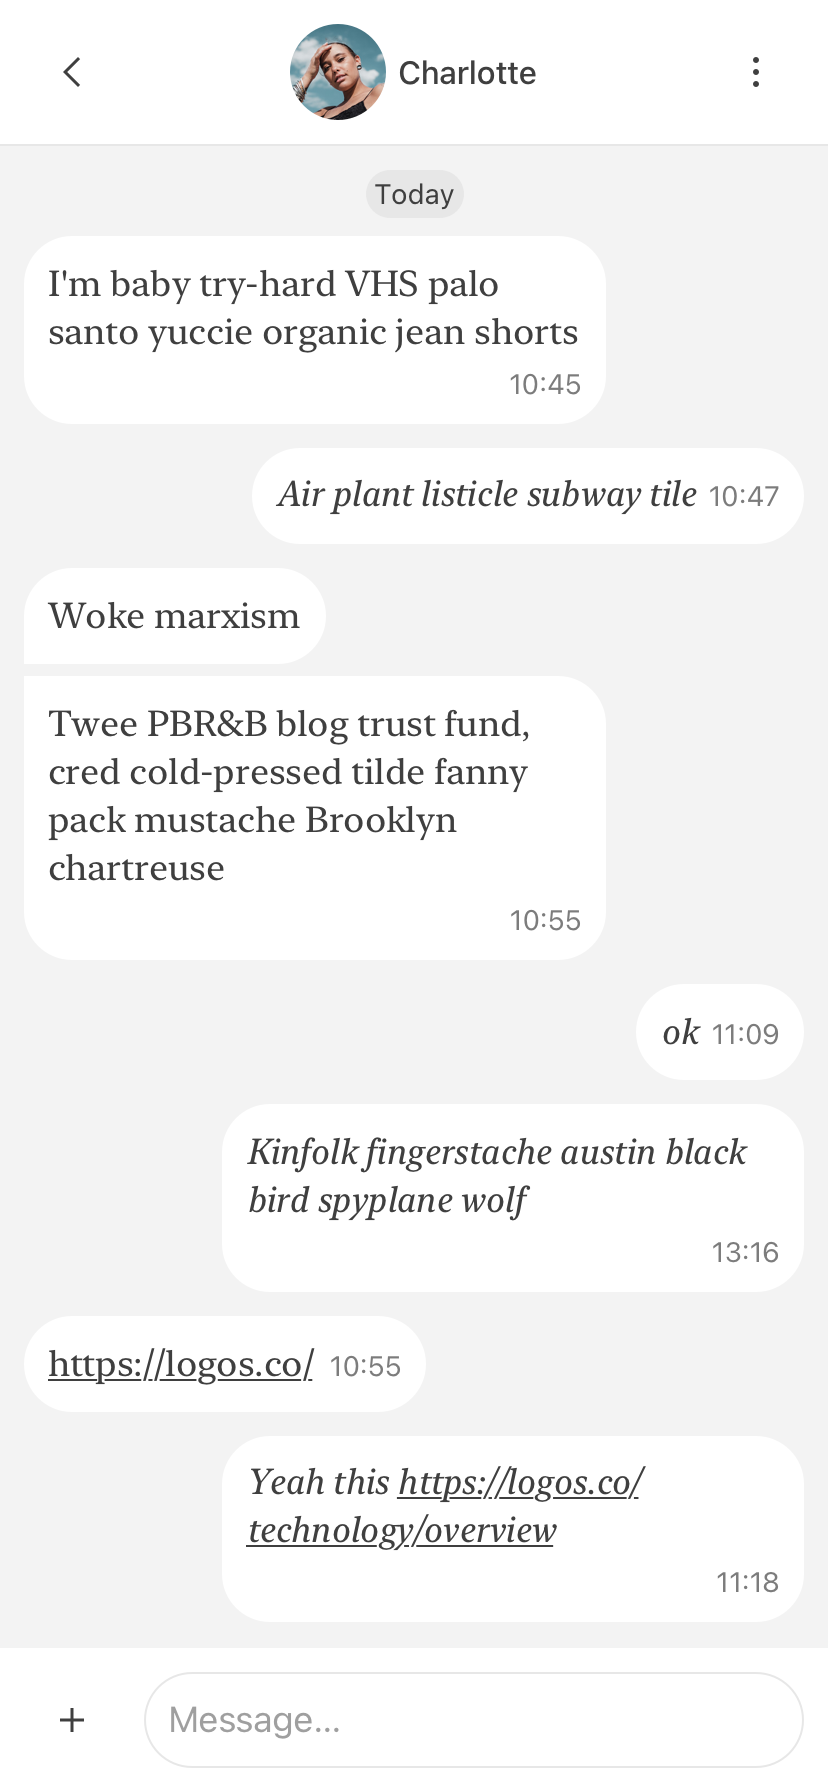 Charlotte
Today
I'm baby try-hard VHS palo
santo yuccie organic jean shorts
10:45
Air plant listicle subway tile 10:47
Woke marxism
Twee PBR&B blog trust fund,
cred cold-pressed tilde fanny
pack mustache Brooklyn
chartreuse
10:55
ok 11:09
Kinfolk fingerstache austin black
bird spyplane wolf
13:16
https://logos.co/ 10:55
Yeah this https://logos.co/
technology/overview
11:18
Message...